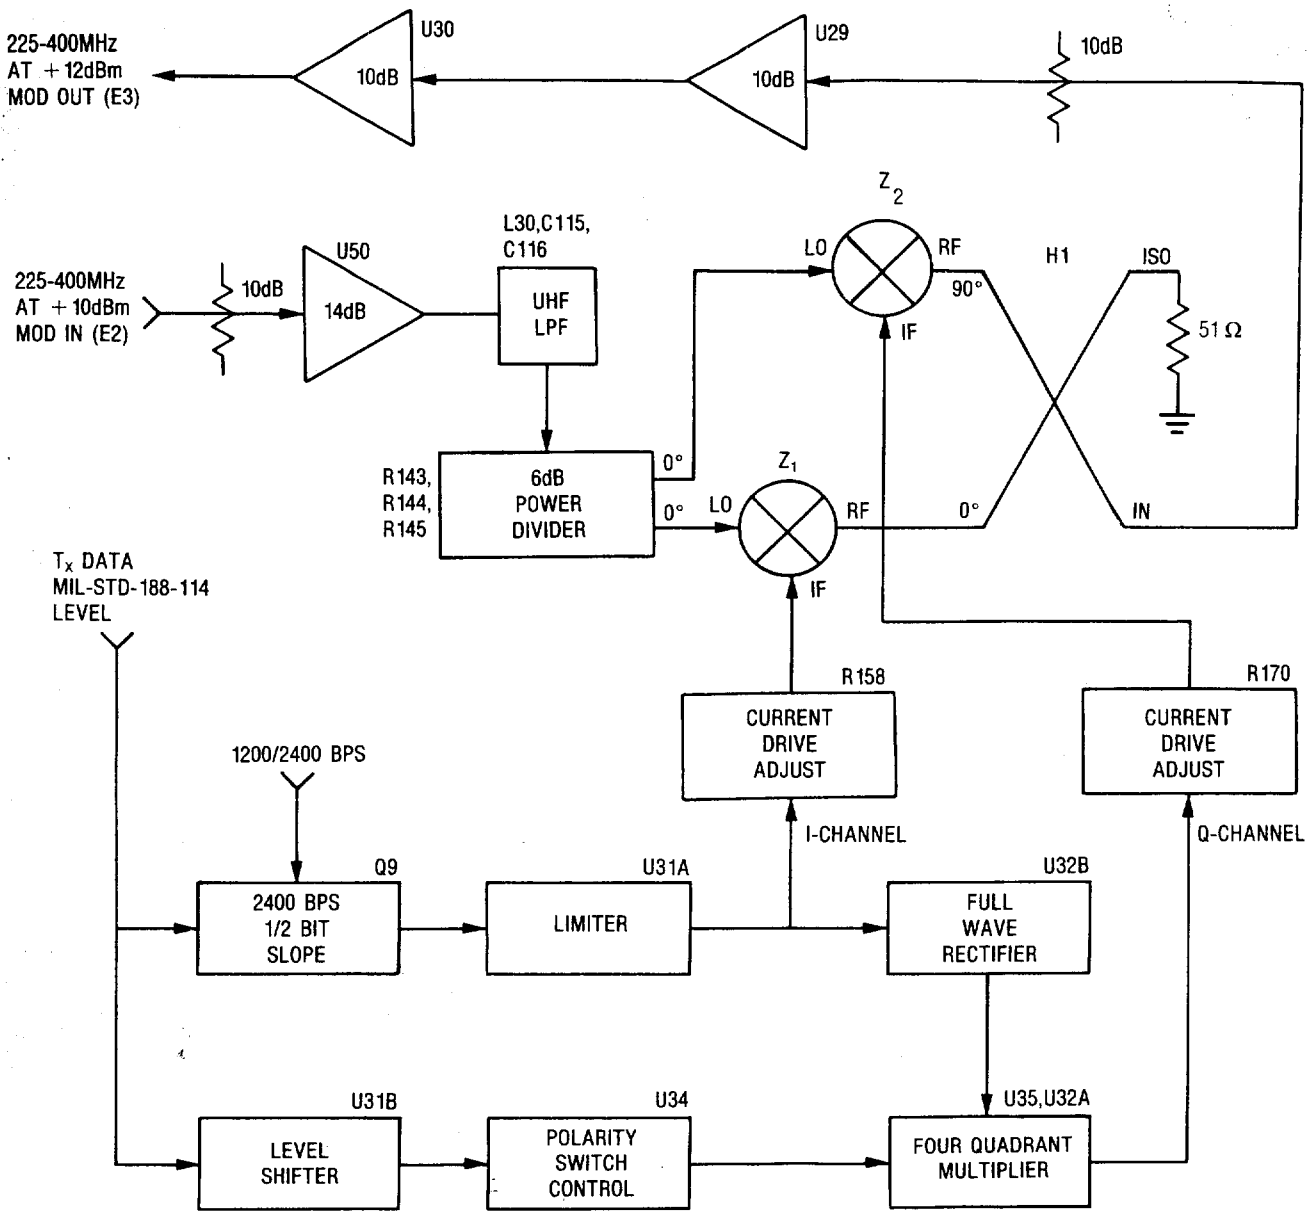 225-400MHz
AT +12dBm
MOD OUT (E3)
U30
10dB
U29
10dB
10dB
225-400MHz
AT +10dBm
MOD IN (E2)
10dB
U50
14dB
L30,C115,
C116
UHF
LPF
Z2
LO
RF
90°
IF
H1
ISO
51 Ω
R143,
R144,
R145
6dB
POWER
DIVIDER
0°
0°
LO
Z1
RF
0°
IN
IF
Tx DATA
MIL-STD-188-114
LEVEL
R158
CURRENT
DRIVE
ADJUST
R170
CURRENT
DRIVE
ADJUST
1200/2400 BPS
I-CHANNEL
Q-CHANNEL
Q9
2400 BPS
1/2 BIT
SLOPE
U31A
LIMITER
U32B
FULL
WAVE
RECTIFIER
U31B
LEVEL
SHIFTER
U34
POLARITY
SWITCH
CONTROL
U35,U32A
FOUR QUADRANT
MULTIPLIER